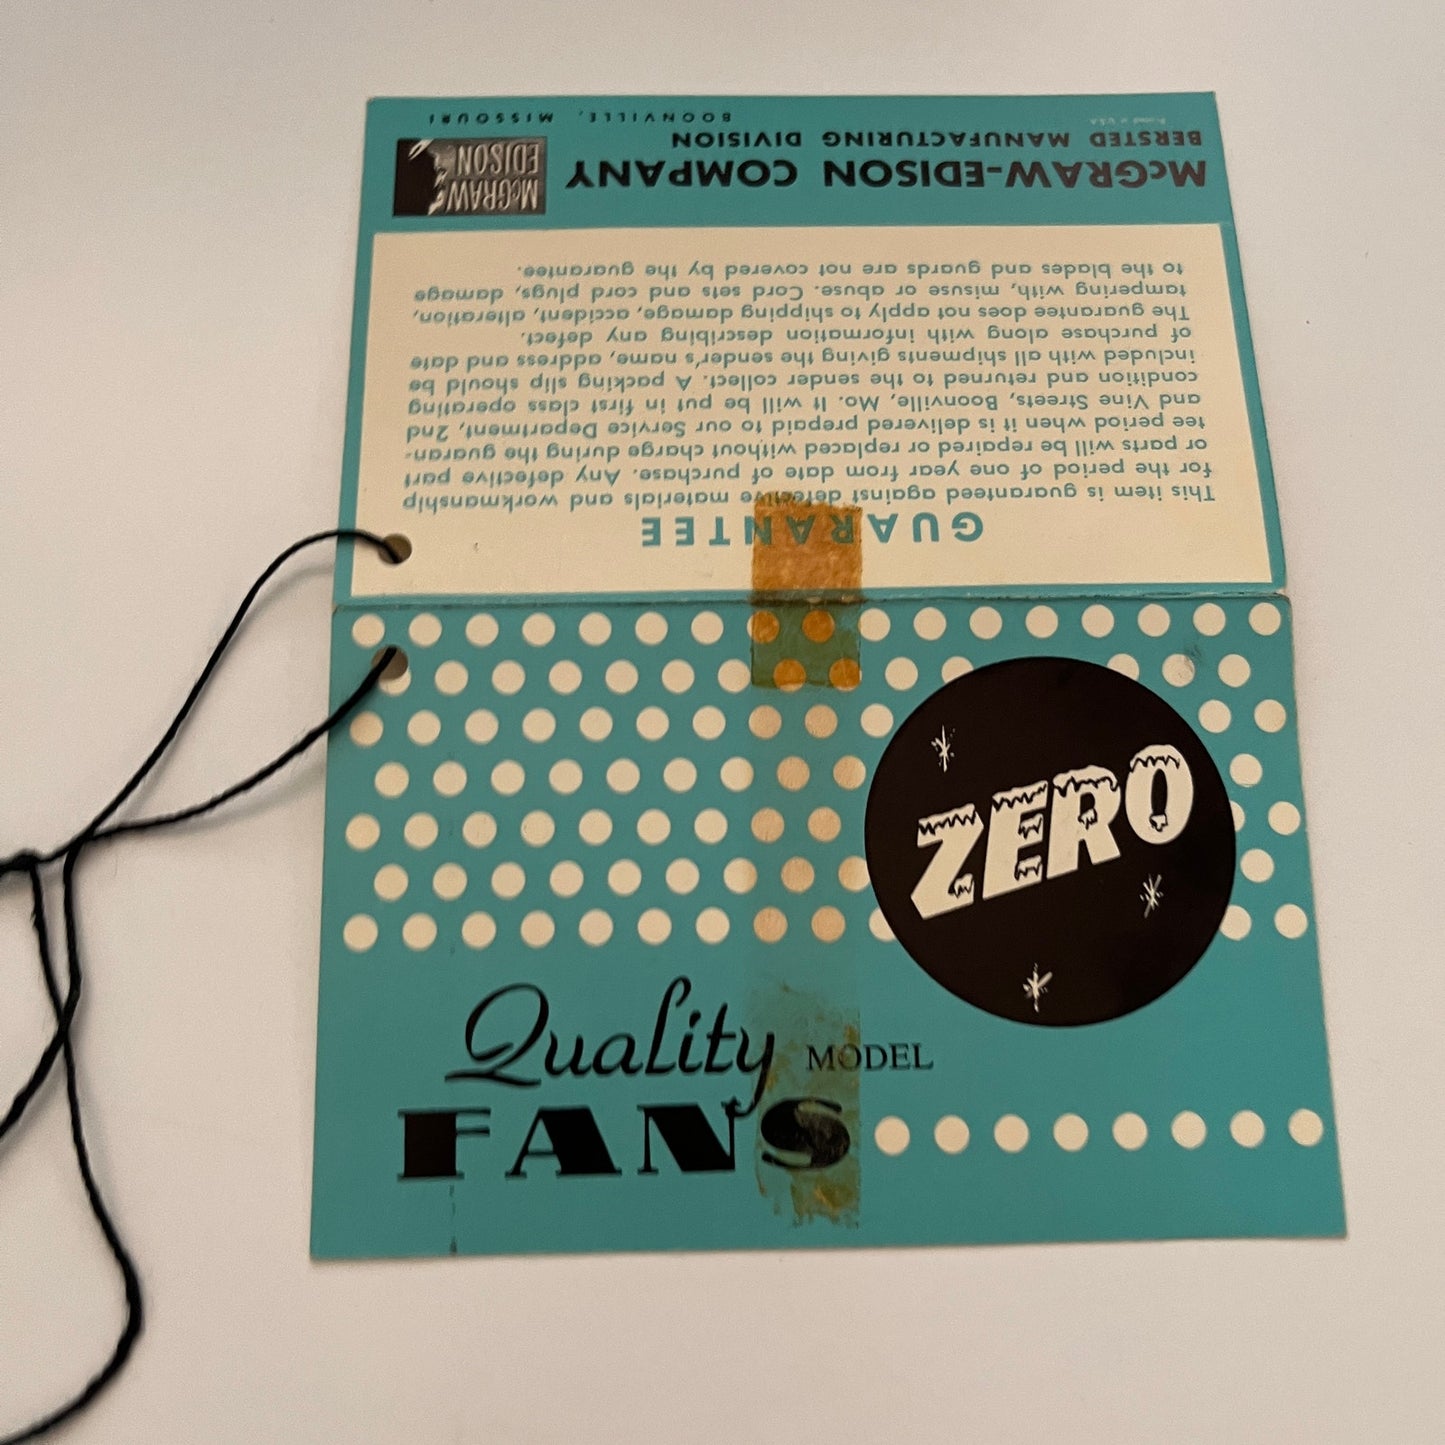 ZERO
Quality MODEL
FANS
GUARANTEE
This item is guaranteed against defective materials and workmanship
for the period of one year from date of purchase. Any defective part
or parts will be repaired or replaced without charge during the guaran-
tee period when it is delivered prepaid to our Service Department, 2nd
and Vine Streets, Boonville, Mo. It will be put in first class operating
condition and returned to the sender collect. A packing slip should be
included with all shipments giving the sender's name, address and date
of purchase along with information describing any defect.
The guarantee does not apply to shipping damage, accident, alteration,
tampering with, misuse or abuse. Cord sets and cord plugs, damage
to the blades and guards are not covered by the guarantee.
McGRAW-EDISON COMPANY
BERSTED MANUFACTURING DIVISION
BOONVILLE, MISSOURI
Printed in U.S.A.
McGRAW
EDISON